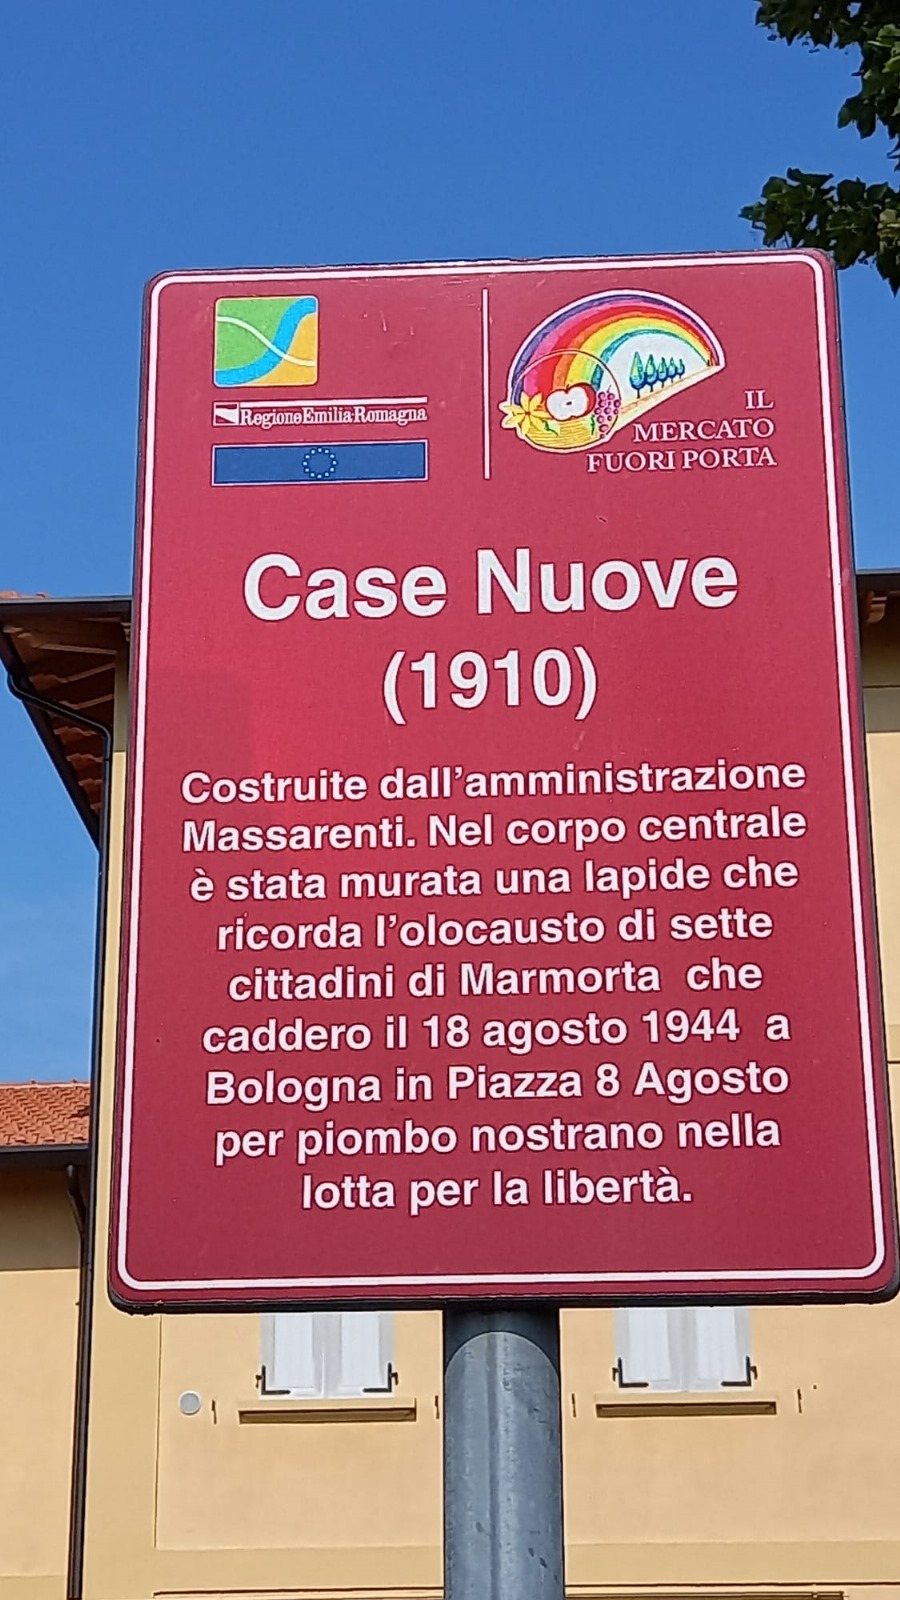 RegioneEmilia-Romagna
IL
MERCATO
FUORI PORTA
Case Nuove
(1910)
Costruite dall'amministrazione
Massarenti. Nel corpo centrale
è stata murata una lapide che
ricorda l'olocausto di sette
cittadini di Marmorta che
caddero il 18 agosto 1944 a
Bologna in Piazza 8 Agosto
per piombo nostrano nella
lotta per la libertà.